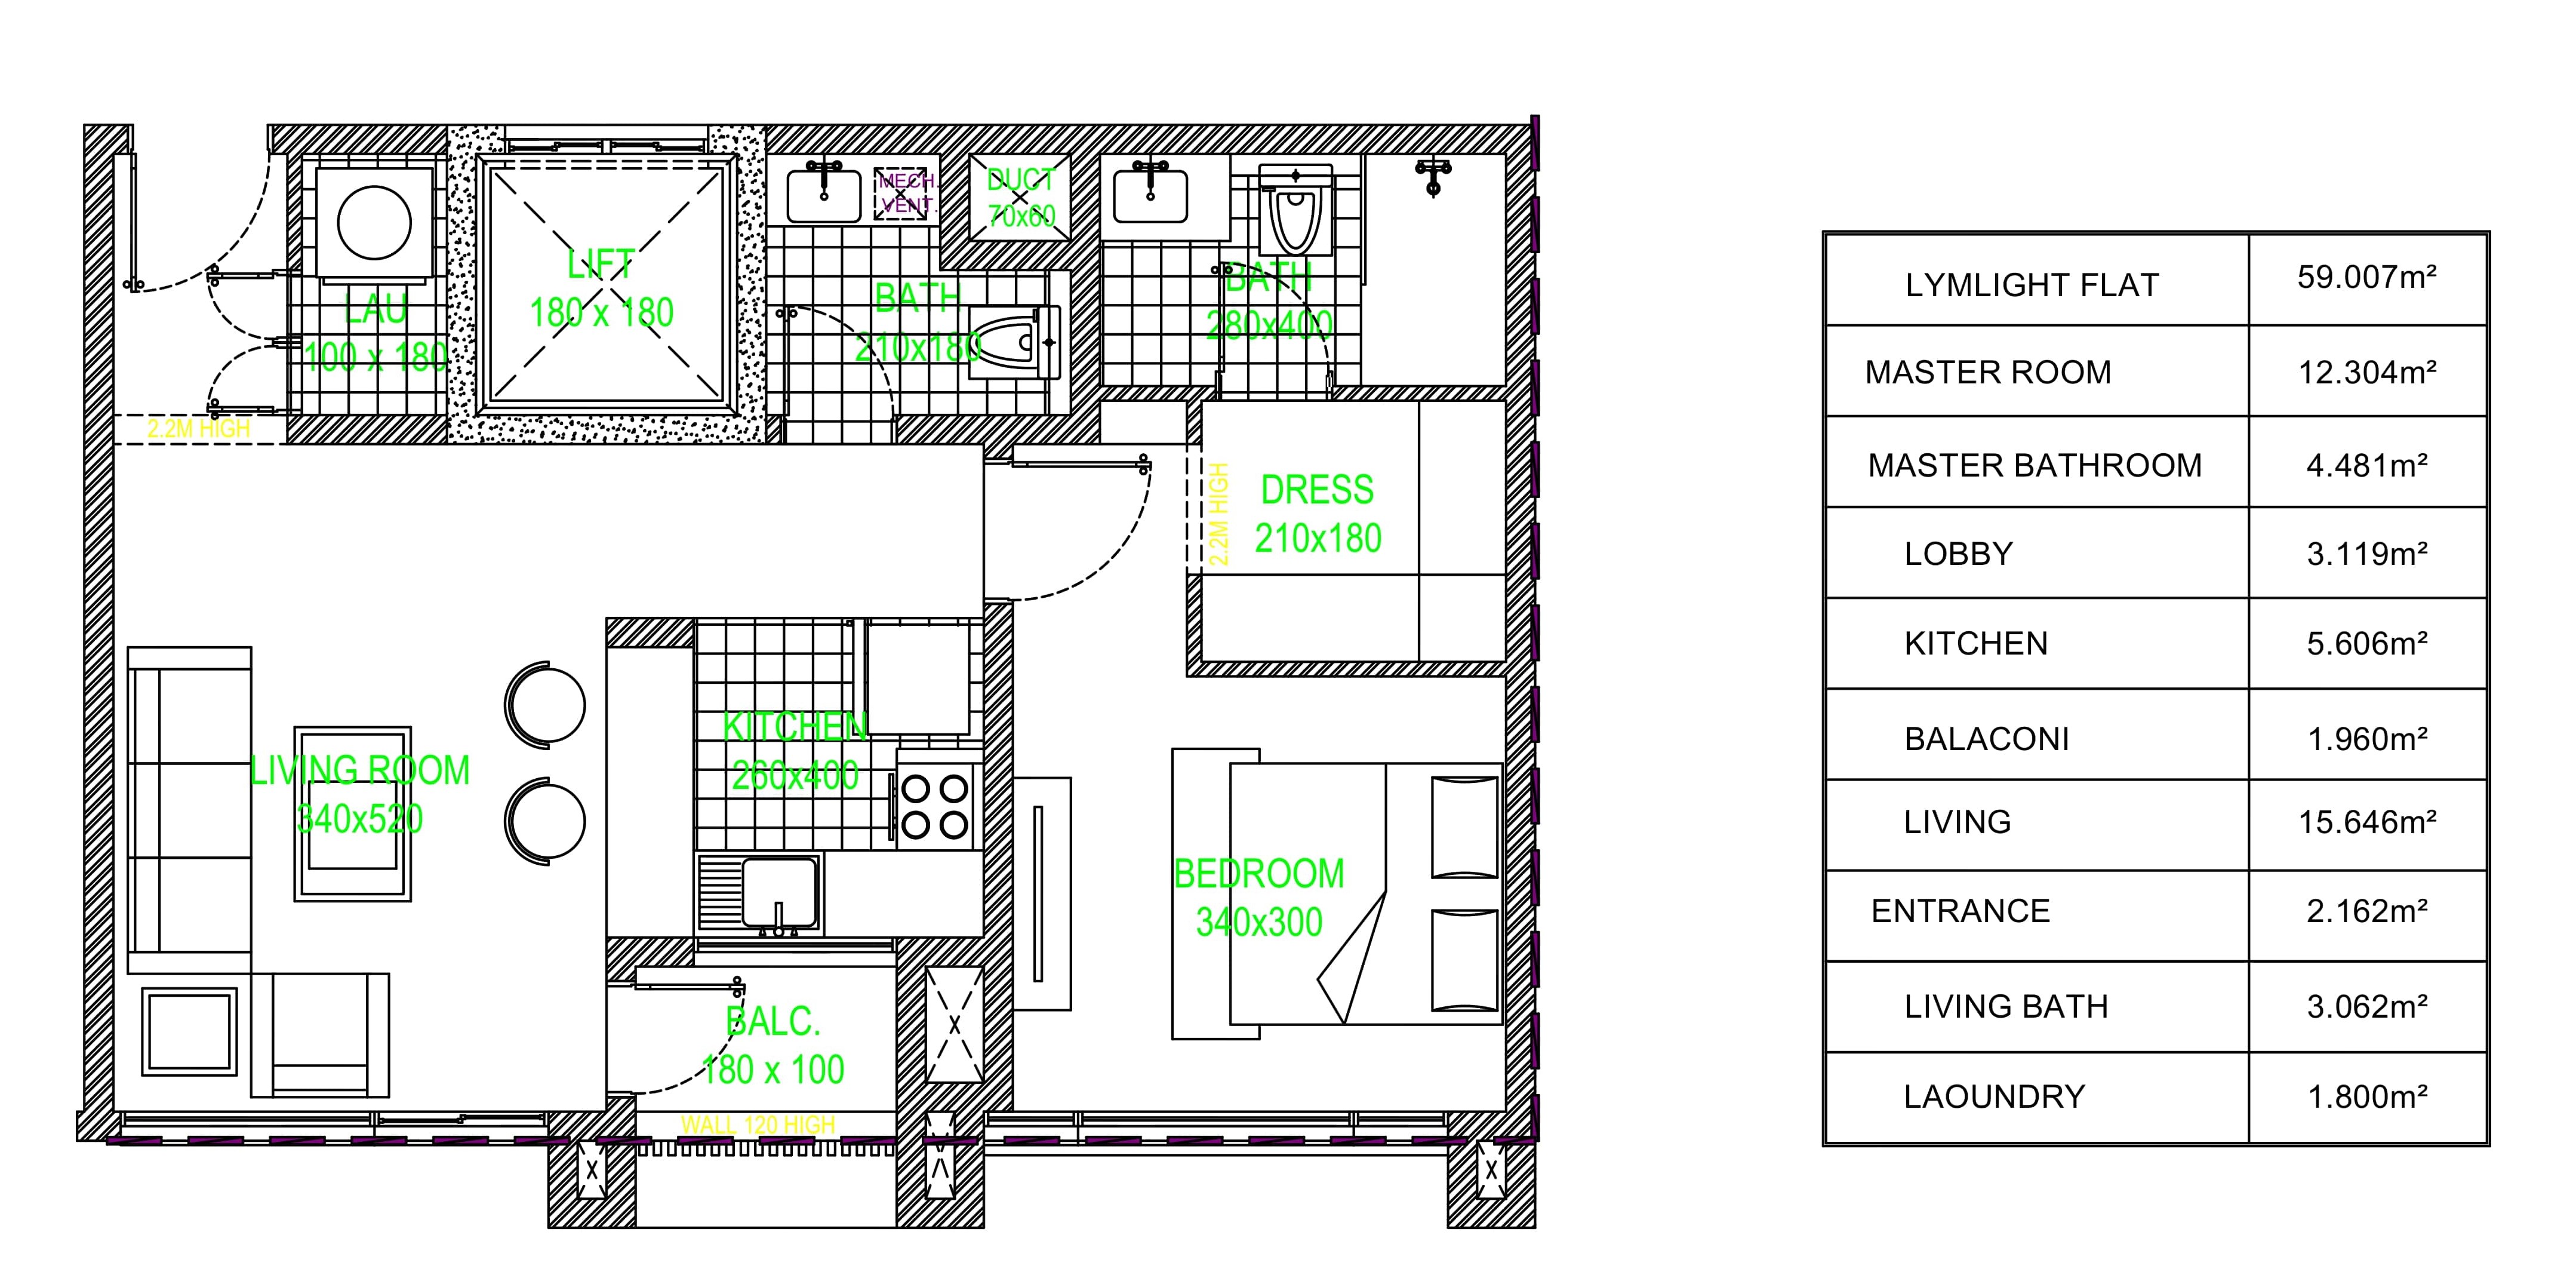 MECH.
VENT.
DUCT
70x60
LIFT
180 x 180
LAU
100 x 180
BATH
210x180
BATH
280x400
2.2M HIGH
2.2M HIGH
DRESS
210x180
KITCHEN
260x400
LIVING ROOM
340x520
BEDROOM
340x300
BALC.
180 x 100
WALL 120 HIGH
LYMLIGHT FLAT 59.007m²
MASTER ROOM 12.304m²
MASTER BATHROOM 4.481m²
LOBBY 3.119m²
KITCHEN 5.606m²
BALACONI 1.960m²
LIVING 15.646m²
ENTRANCE 2.162m²
LIVING BATH 3.062m²
LAOUNDRY 1.800m²